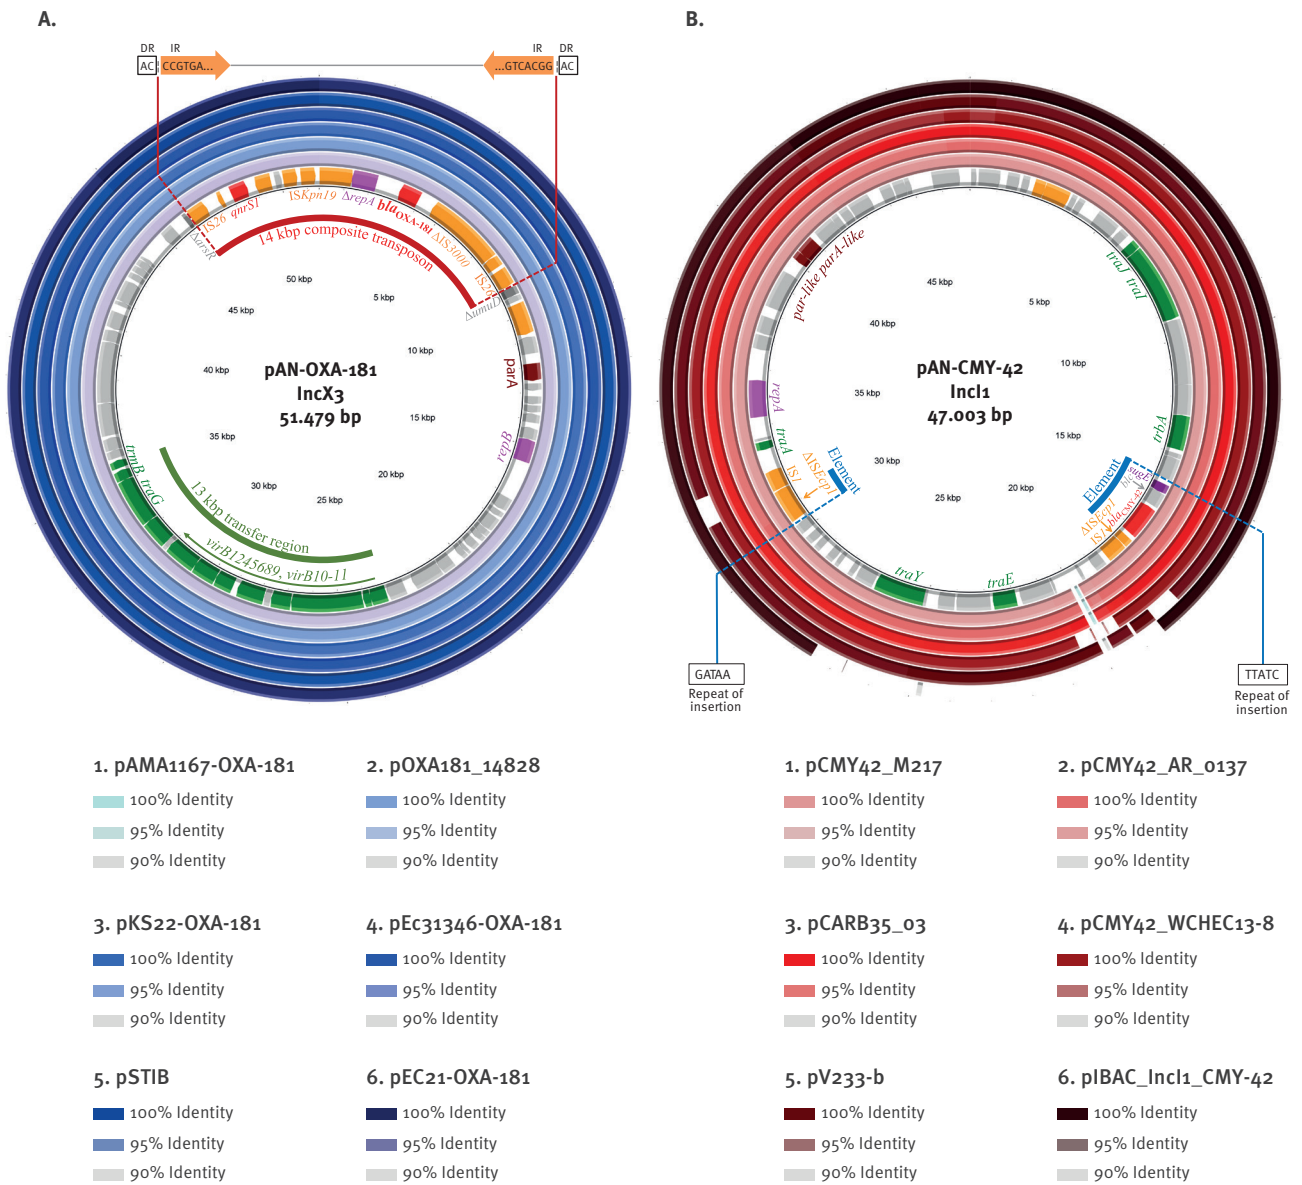 A.
DR IR
AC CCGTGA...
IR DR
...GTCACGG AC
ΔarsR
IS26
qnrS1
ISKpn19
ΔrepA
blaOXA-181
ΔIS3000
IS26
ΔumuD
14 kbp composite transposon
parA
repB
trmB
traG
13 kbp transfer region
virB1245689, virB10-11
50 kbp
5 kbp
45 kbp
10 kbp
40 kbp
15 kbp
35 kbp
20 kbp
30 kbp
25 kbp
pAN-OXA-181
IncX3
51.479 bp
B.
par-like parA-like
traJ traI
trbA
repA
traA
IS1
ΔISEcp1
Element
Element
sugE
blc
blaCMY-42
ΔISEcp1
IS1
traY
traE
45 kbp
5 kbp
40 kbp
10 kbp
35 kbp
15 kbp
30 kbp
20 kbp
25 kbp
pAN-CMY-42
IncI1
47.003 bp
GATAA
Repeat of
insertion
TTATC
Repeat of
insertion
1. pAMA1167-OXA-181
100% Identity
95% Identity
90% Identity
2. pOXA181_14828
100% Identity
95% Identity
90% Identity
3. pKS22-OXA-181
100% Identity
95% Identity
90% Identity
4. pEc31346-OXA-181
100% Identity
95% Identity
90% Identity
5. pSTIB
100% Identity
95% Identity
90% Identity
6. pEC21-OXA-181
100% Identity
95% Identity
90% Identity
1. pCMY42_M217
100% Identity
95% Identity
90% Identity
2. pCMY42_AR_0137
100% Identity
95% Identity
90% Identity
3. pCARB35_03
100% Identity
95% Identity
90% Identity
4. pCMY42_WCHEC13-8
100% Identity
95% Identity
90% Identity
5. pV233-b
100% Identity
95% Identity
90% Identity
6. pIBAC_IncI1_CMY-42
100% Identity
95% Identity
90% Identity